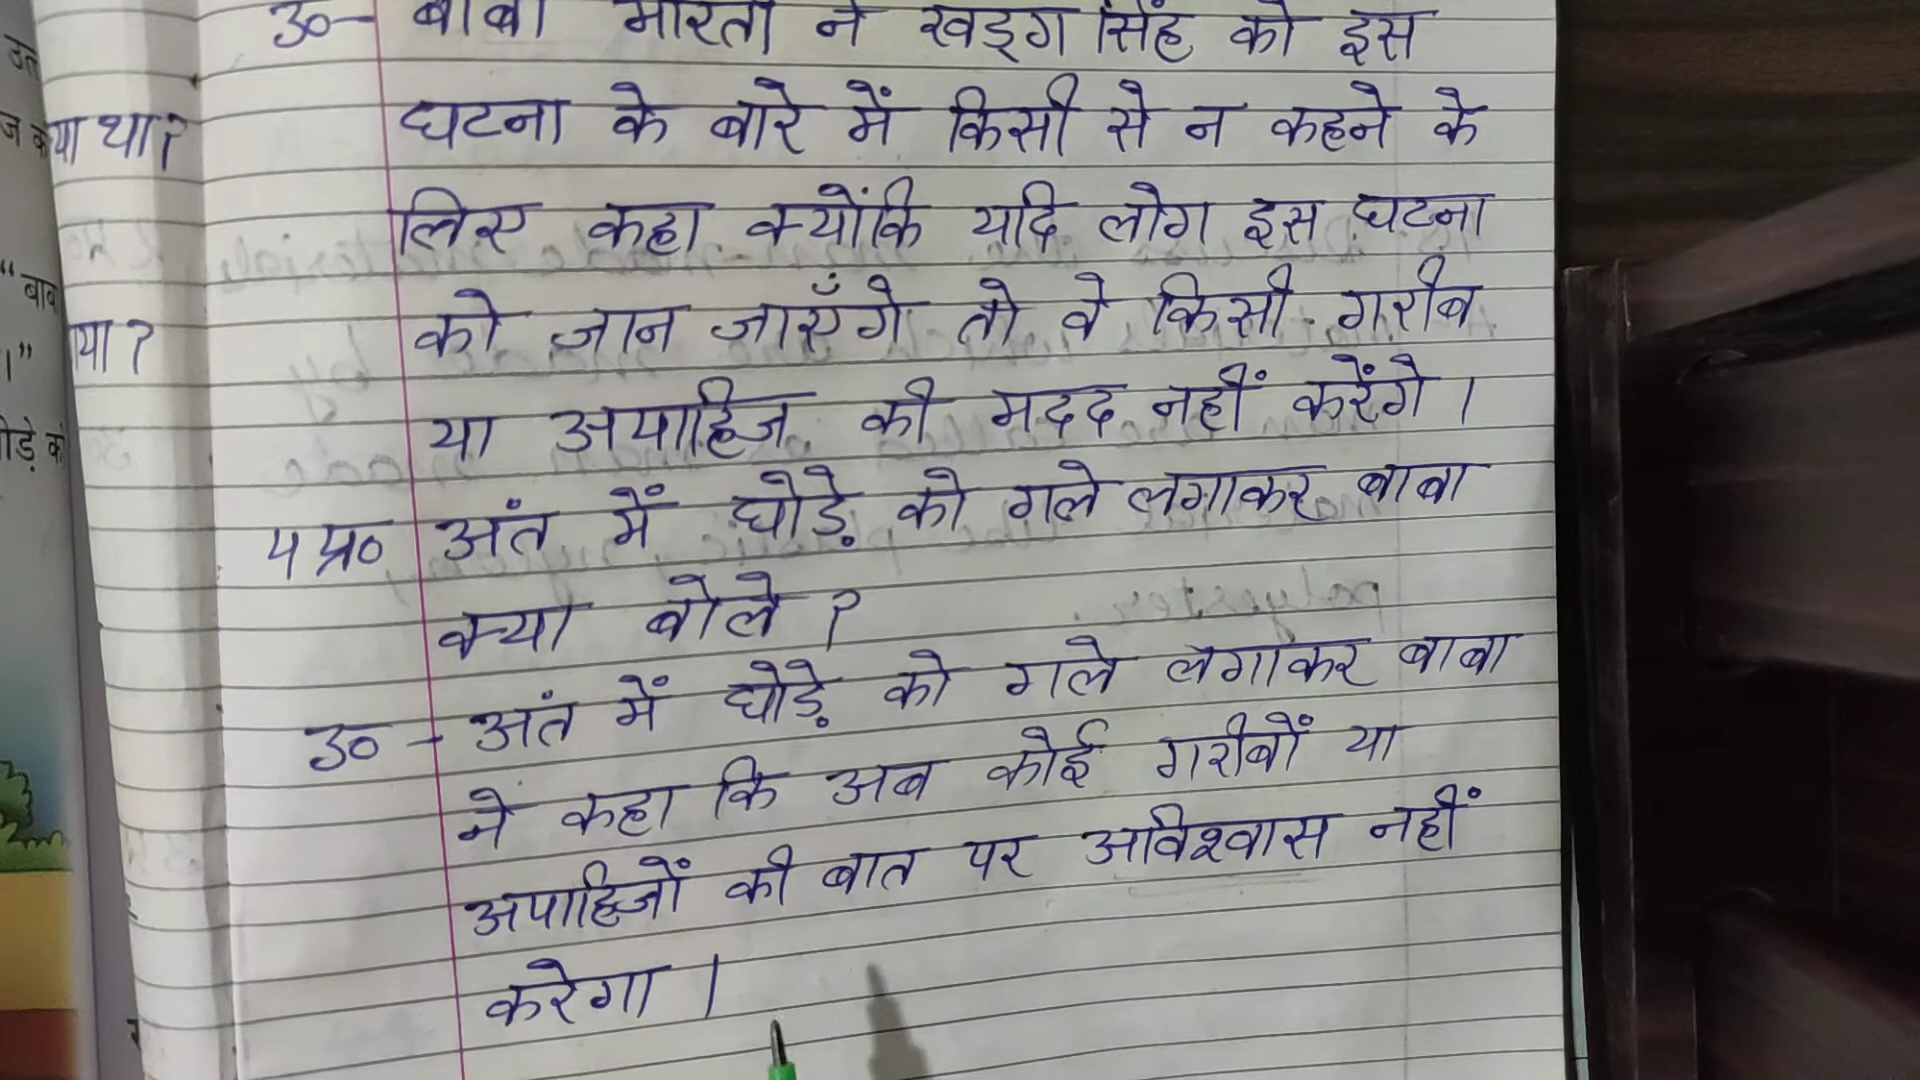 उ०- बाबा भारती ने खड्ग सिंह को इस
घटना के बारे में किसी से न कहने के
लिए कहा क्योंकि यदि लोग इस घटना
को जान जाएँगे तो वे किसी गरीब
या अपाहिज की मदद नहीं करेंगे ।
4 प्र० अंत में घोड़े को गले लगाकर बाबा
क्या बोले ?
उ० - अंत में घोड़े को गले लगाकर बाबा
ने कहा कि अब कोई गरीबों या
अपाहिजों की बात पर अविश्वास नहीं
करेगा ।
या था?
या ?
"बाब
।"
ोड़े को